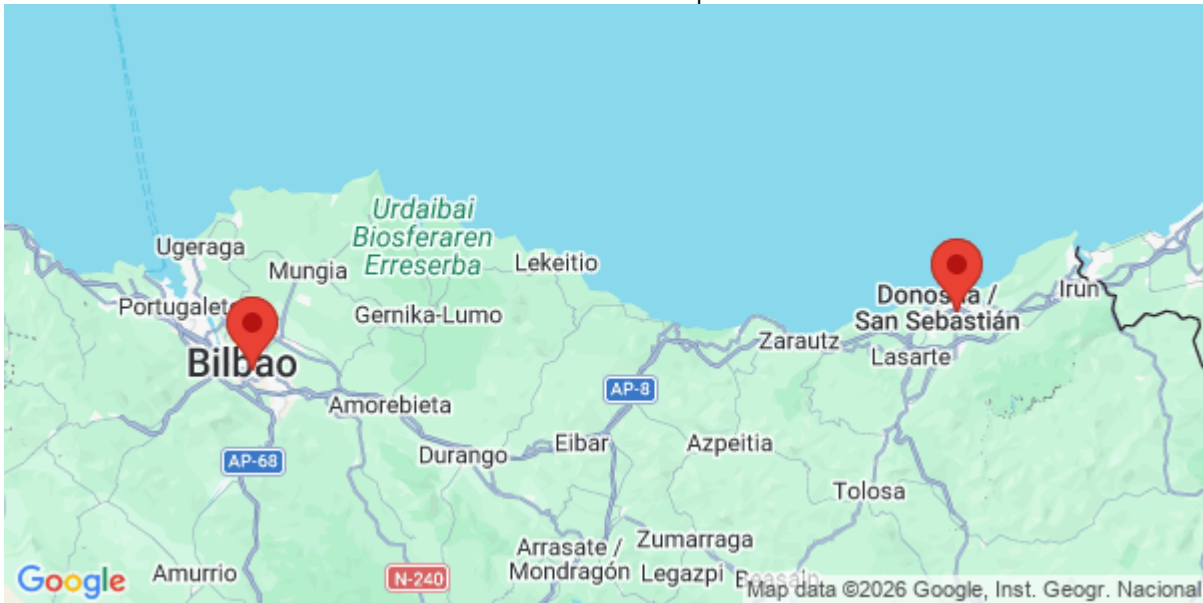 Urdaibai
Biosferaren
Erreserba
Ugeraga
Mungia
Lekeitio
Portugalete
Gernika-Lumo
Donostia /
San Sebastián
Irun
Zarautz
Lasarte
Bilbao
AP-8
Amorebieta
Durango
Eibar
Azpeitia
AP-68
Tolosa
Arrasate /
Mondragón
Zumarraga
Legazpi
Beasain
Amurrio
N-240
Google
Map data ©2026 Google, Inst. Geogr. Nacional